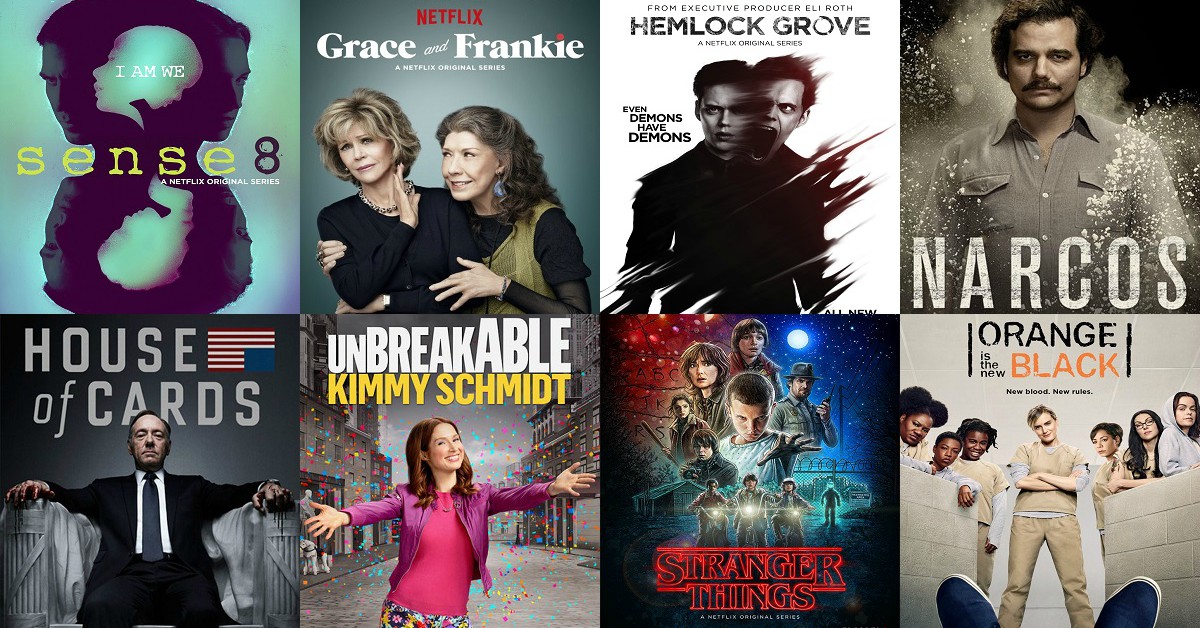 I AM WE
sense8
A NETFLIX ORIGINAL SERIES
NETFLIX
Grace and Frankie
A NETFLIX ORIGINAL SERIES
FROM EXECUTIVE PRODUCER ELI ROTH
HEMLOCK GROVE
A NETFLIX ORIGINAL SERIES
EVEN
DEMONS
HAVE
DEMONS
ALL NEW
NARCOS
HOUSE
of CARDS
UNBREAKABLE
KIMMY SCHMIDT
STRANGER
THINGS
A NETFLIX ORIGINAL SERIES
ORANGE
is the new BLACK
New blood. New rules.